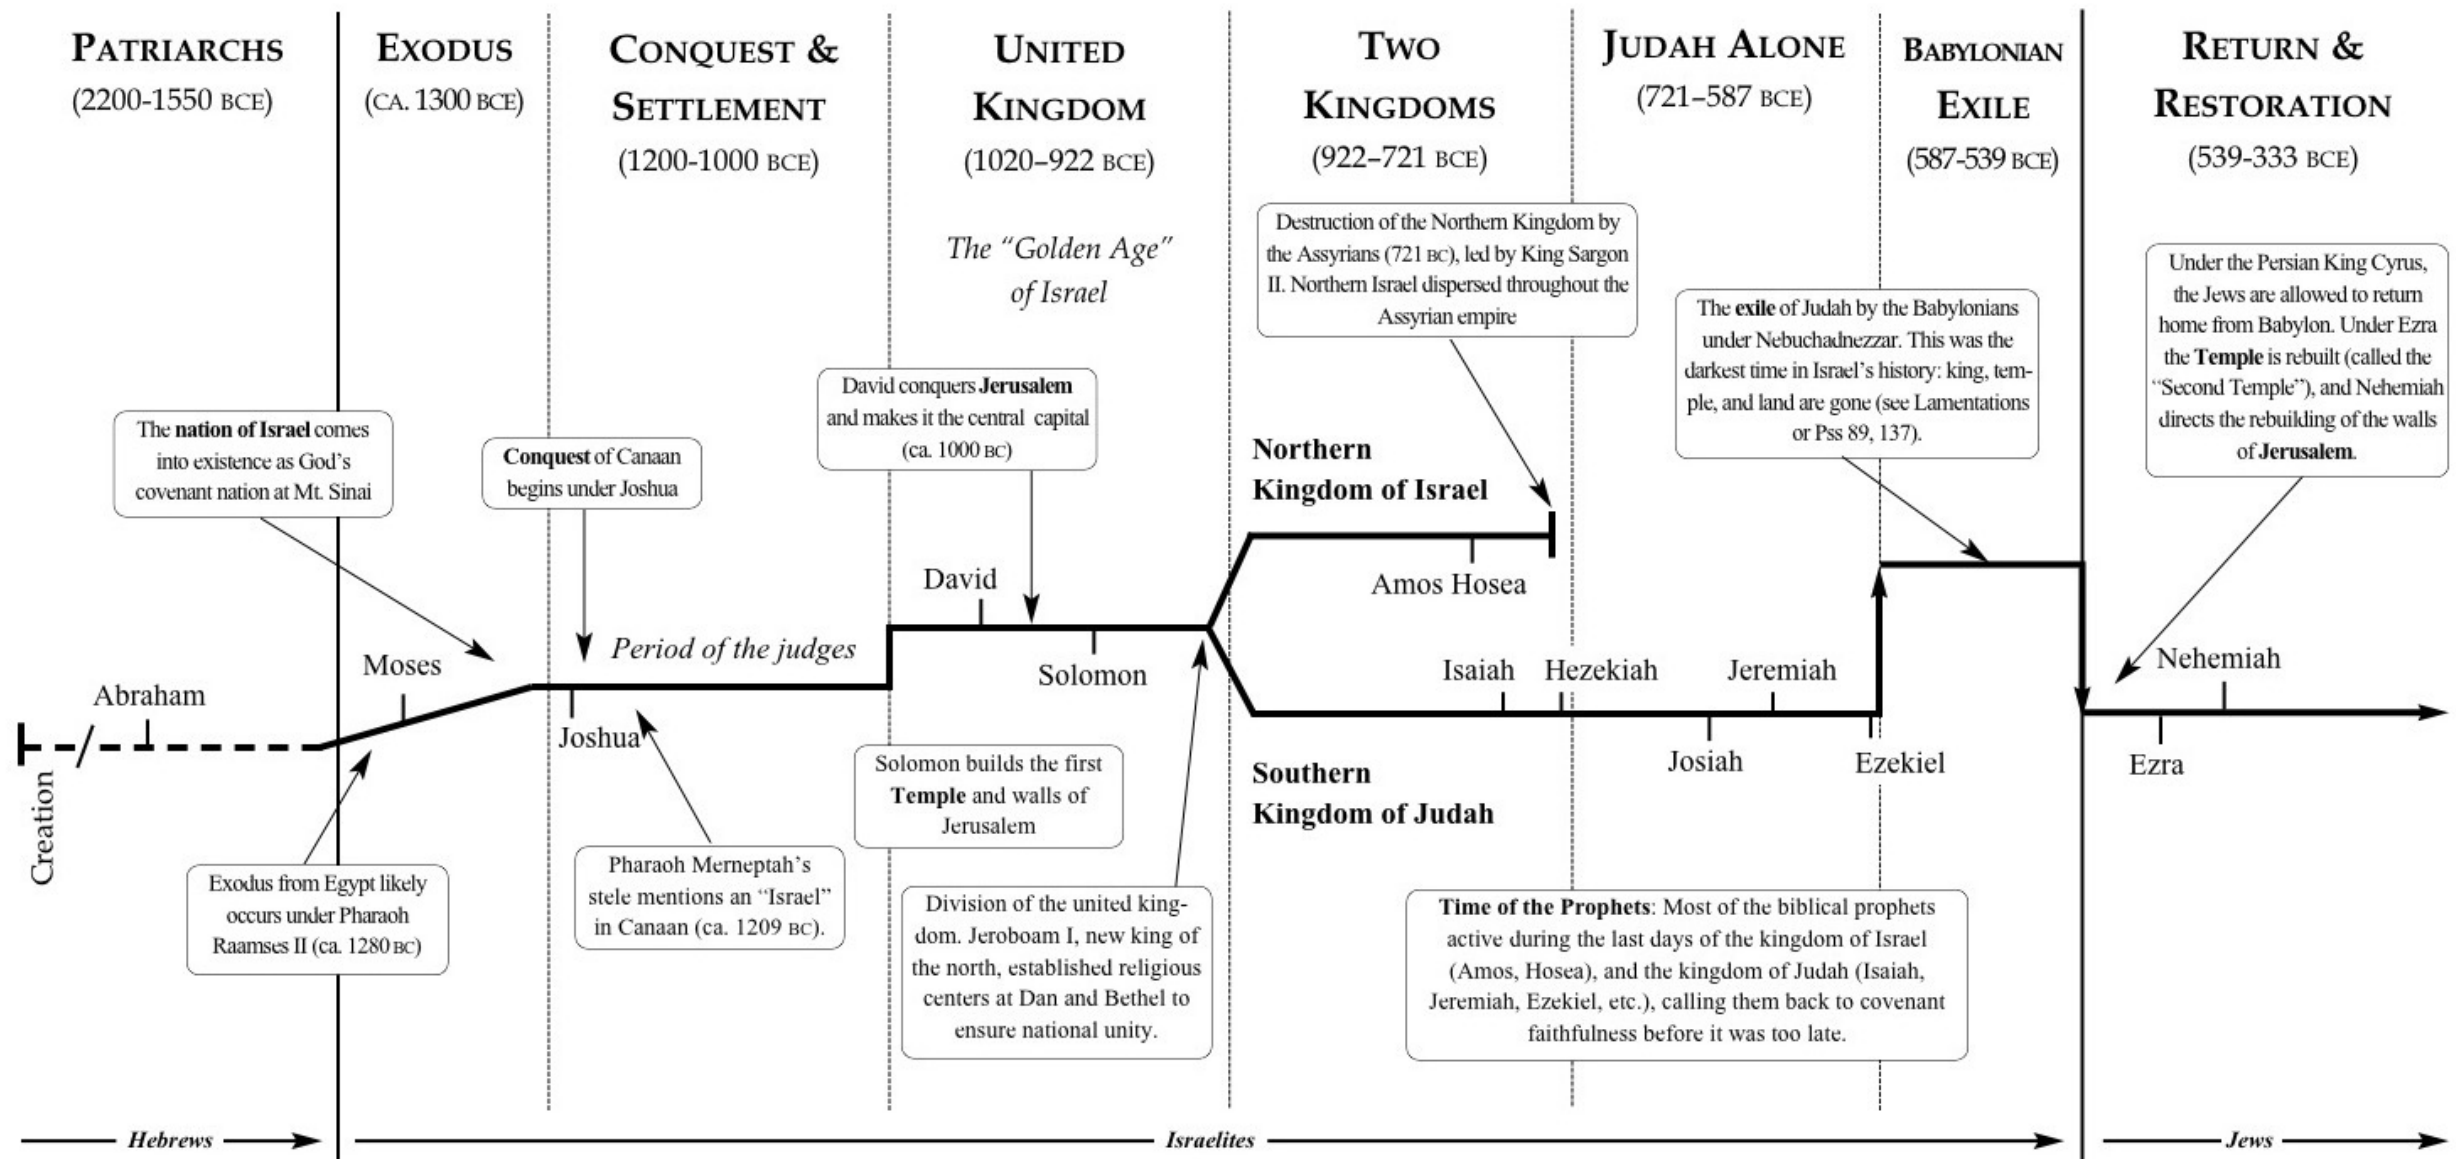 PATRIARCHS
(2200-1550 BCE)
EXODUS
(CA. 1300 BCE)
CONQUEST &
SETTLEMENT
(1200-1000 BCE)
UNITED
KINGDOM
(1020–922 BCE)
The “Golden Age”
of Israel
TWO
KINGDOMS
(922–721 BCE)
JUDAH ALONE
(721–587 BCE)
BABYLONIAN
EXILE
(587-539 BCE)
RETURN &
RESTORATION
(539-333 BCE)
Destruction of the Northern Kingdom by
the Assyrians (721 BC), led by King Sargon
II. Northern Israel dispersed throughout the
Assyrian empire
The exile of Judah by the Babylonians
under Nebuchadnezzar. This was the
darkest time in Israel’s history: king, tem-
ple, and land are gone (see Lamentations
or Pss 89, 137).
Under the Persian King Cyrus,
the Jews are allowed to return
home from Babylon. Under Ezra
the Temple is rebuilt (called the
“Second Temple”), and Nehemiah
directs the rebuilding of the walls
of Jerusalem.
The nation of Israel comes
into existence as God’s
covenant nation at Mt. Sinai
Conquest of Canaan
begins under Joshua
David conquers Jerusalem
and makes it the central capital
(ca. 1000 BC)
Northern
Kingdom of Israel
Creation
Abraham
Moses
Period of the judges
Joshua
David
Solomon
Amos Hosea
Isaiah
Hezekiah
Jeremiah
Josiah
Ezekiel
Nehemiah
Ezra
Southern
Kingdom of Judah
Exodus from Egypt likely
occurs under Pharaoh
Raamses II (ca. 1280 BC)
Pharaoh Merneptah’s
stele mentions an “Israel”
in Canaan (ca. 1209 BC).
Solomon builds the first
Temple and walls of
Jerusalem
Division of the united king-
dom. Jeroboam I, new king of
the north, established religious
centers at Dan and Bethel to
ensure national unity.
Time of the Prophets: Most of the biblical prophets
active during the last days of the kingdom of Israel
(Amos, Hosea), and the kingdom of Judah (Isaiah,
Jeremiah, Ezekiel, etc.), calling them back to covenant
faithfulness before it was too late.
Hebrews
Israelites
Jews